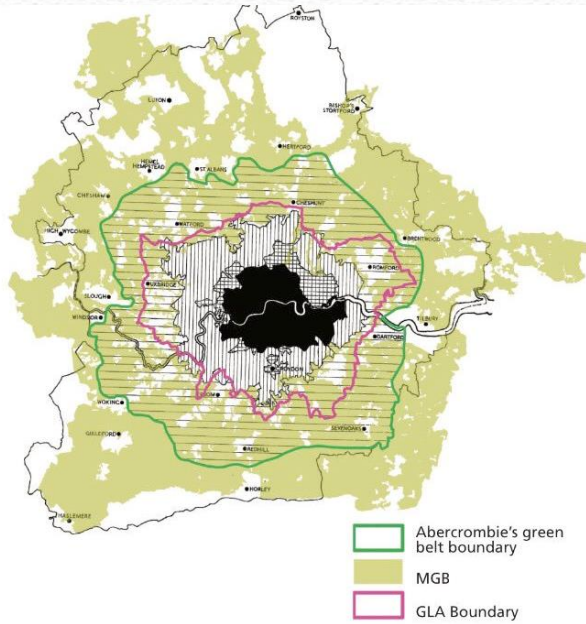 ROYSTON
LUTON
BISHOP'S
STORTFORD
HERTFORD
HEMEL
HEMPSTEAD
ST ALBANS
CHESHAM
CHESHUNT
WATFORD
HIGH WYCOMBE
BRENTWOOD
ROMFORD
UXBRIDGE
SLOUGH
WINDSOR
TILBURY
DARTFORD
WOKING
SEVENOAKS
GUILDFORD
REDHILL
HORLEY
HASLEMERE
Abercrombie's green
belt boundary
MGB
GLA Boundary